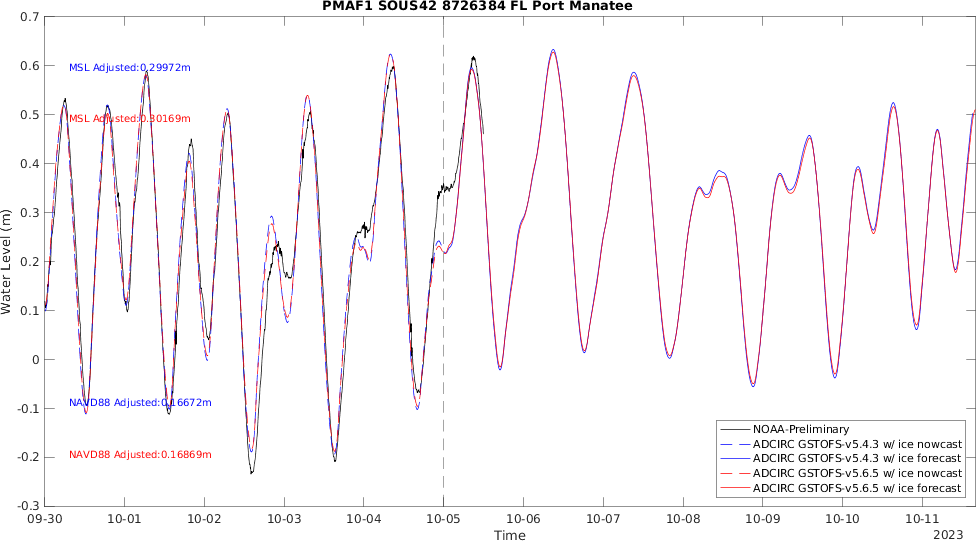 PMAF1 SOUS42 8726384 FL Port Manatee
0.7
0.6
0.5
0.4
0.3
0.2
0.1
0
-0.1
-0.2
-0.3
Water Level (m)
MSL Adjusted:0.29972m
MSL Adjusted:0.30169m
NAVD88 Adjusted:0.16672m
NAVD88 Adjusted:0.16869m
NOAA-Preliminary
ADCIRC GSTOFS-v5.4.3 w/ ice nowcast
ADCIRC GSTOFS-v5.4.3 w/ ice forecast
ADCIRC GSTOFS-v5.6.5 w/ ice nowcast
ADCIRC GSTOFS-v5.6.5 w/ ice forecast
09-30 10-01 10-02 10-03 10-04 10-05 10-06 10-07 10-08 10-09 10-10 10-11
Time
2023